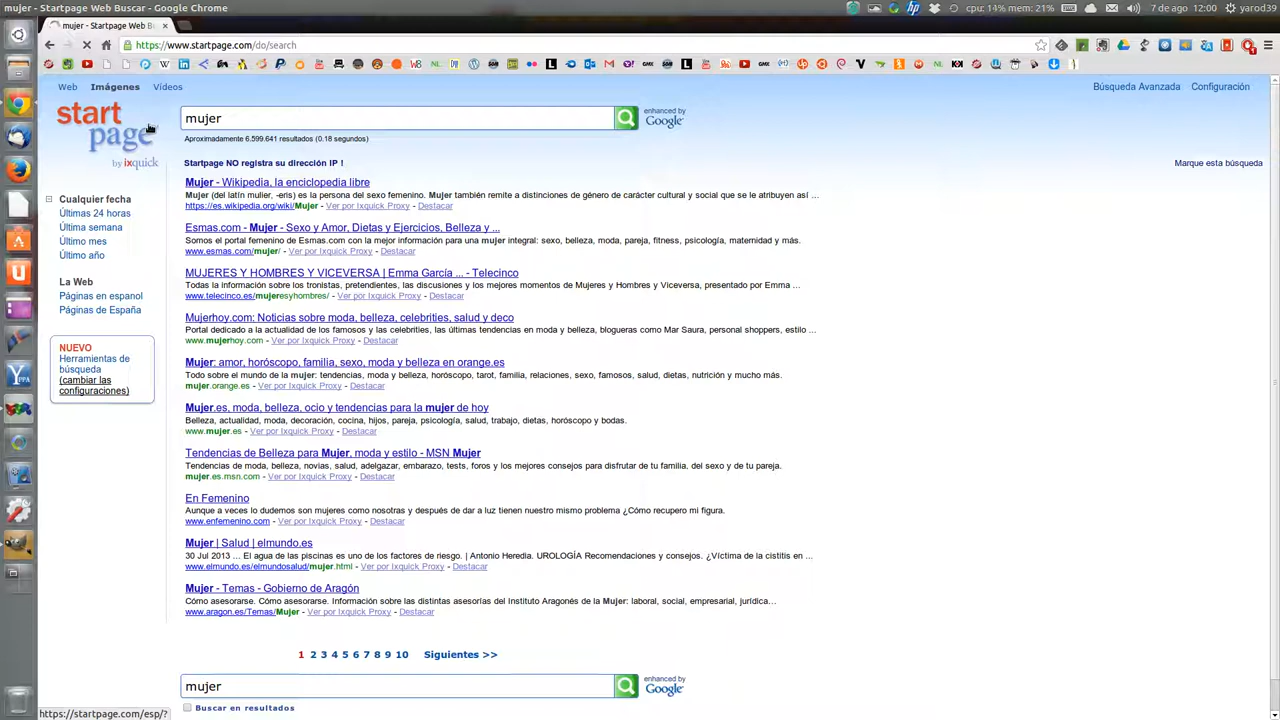 mujer - Startpage Web Buscar - Google Chrome
cpu: 14% mem:
7 de ago 12:00 yarod39
mujer - Startpage Web Bu
https://www.startpage.com/do/search
Web Imágenes Vídeos
Búsqueda Avanzada Configuración
start
page
by ixquick
mujer
enhanced by
Google
Aproximadamente 6.599.641 resultados (0.18 segundos)
Startpage NO registra su dirección IP !
Marque esta búsqueda
Cualquier fecha
Últimas 24 horas
Última semana
Último mes
Último año
La Web
Páginas en espanol
Páginas de España
NUEVO
Herramientas de
búsqueda
(cambiar las
configuraciones)
Mujer - Wikipedia, la enciclopedia libre
Mujer (del latín mulier, -eris) es la persona del sexo femenino. Mujer también remite a distinciones de género de carácter cultural y social que se le atribuyen así ...
https://es.wikipedia.org/wiki/Mujer - Ver por Ixquick Proxy - Destacar
Esmas.com - Mujer - Sexo y Amor, Dietas y Ejercicios, Belleza y ...
Somos el portal femenino de Esmas.com con la mejor información para una mujer integral: sexo, belleza, moda, pareja, fitness, psicología, maternidad y más.
www.esmas.com/mujer/ - Ver por Ixquick Proxy - Destacar
MUJERES Y HOMBRES Y VICEVERSA | Emma García ... - Telecinco
Todas la información sobre los tronistas, pretendientes, las discusiones y los mejores momentos de Mujeres y Hombres y Viceversa, presentado por Emma ...
www.telecinco.es/mujeresyhombres/ - Ver por Ixquick Proxy - Destacar
Mujerhoy.com: Noticias sobre moda, belleza, celebrities, salud y deco
Portal dedicado a la actualidad de los famosos y las celebrities, las últimas tendencias en moda y belleza, blogueras como Mar Saura, personal shoppers, estilo ...
www.mujerhoy.com - Ver por Ixquick Proxy - Destacar
Mujer: amor, horóscopo, familia, sexo, moda y belleza en orange.es
Todo sobre el mundo de la mujer: tendencias, moda y belleza, horóscopo, tarot, familia, relaciones, sexo, famosos, salud, dietas, nutrición y mucho más.
mujer.orange.es - Ver por Ixquick Proxy - Destacar
Mujer.es, moda, belleza, ocio y tendencias para la mujer de hoy
Belleza, actualidad, moda, decoración, cocina, hijos, pareja, psicología, salud, trabajo, dietas, horóscopo y bodas.
www.mujer.es - Ver por Ixquick Proxy - Destacar
Tendencias de Belleza para Mujer, moda y estilo - MSN Mujer
Tendencias de moda, belleza, novias, salud, adelgazar, embarazo, tests, foros y los mejores consejos para disfrutar de tu familia, del sexo y de tu pareja.
mujer.es.msn.com - Ver por Ixquick Proxy - Destacar
En Femenino
Aunque a veces lo dudemos son mujeres como nosotras y después de dar a luz tienen nuestro mismo problema ¿Cómo recupero mi figura.
www.enfemenino.com - Ver por Ixquick Proxy - Destacar
Mujer | Salud | elmundo.es
30 Jul 2013 ... El agua de las piscinas es uno de los factores de riesgo. | Antonio Heredia. UROLOGÍA Recomendaciones y consejos. ¿Víctima de la cistitis en ...
www.elmundo.es/elmundosalud/mujer.html - Ver por Ixquick Proxy - Destacar
Mujer - Temas - Gobierno de Aragón
Cómo asesorarse. Cómo asesorarse. Información sobre las distintas asesorías del Instituto Aragonés de la Mujer: laboral, social, empresarial, jurídica...
www.aragon.es/Temas/Mujer - Ver por Ixquick Proxy - Destacar
1 2 3 4 5 6 7 8 9 10 Siguientes >>
mujer
enhanced by
Google
Buscar en resultados
https://startpage.com/esp/?